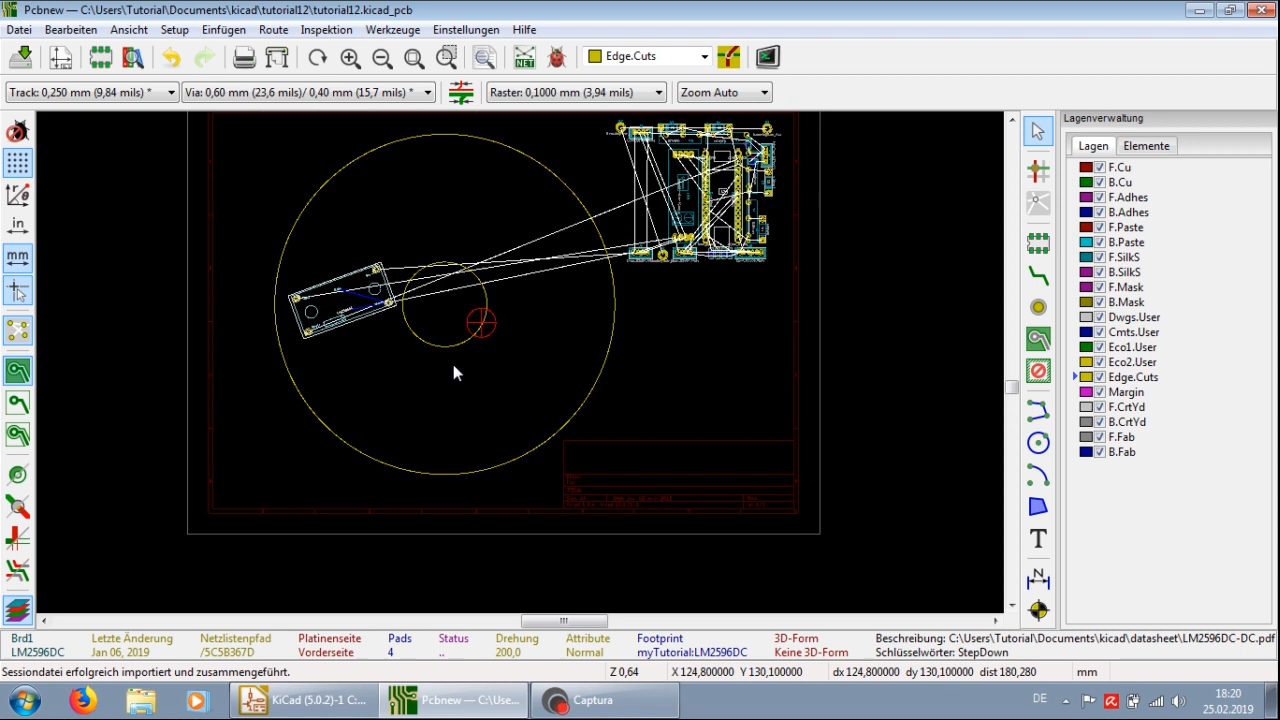 Pcbnew — C:\Users\Tutorial\Documents\kicad\tutorial12\tutorial12.kicad_pcb
Datei Bearbeiten Ansicht Setup Einfügen Route Inspektion Werkzeuge Einstellungen Hilfe
NET Edge.Cuts
Track: 0,250 mm (9,84 mils) * Via: 0,60 mm (23,6 mils)/ 0,40 mm (15,7 mils) * Raster: 0,1000 mm (3,94 mils) Zoom Auto
Lagenverwaltung
Lagen Elemente
F.Cu
B.Cu
F.Adhes
B.Adhes
F.Paste
B.Paste
F.SilkS
B.SilkS
F.Mask
B.Mask
Dwgs.User
Cmts.User
Eco1.User
Eco2.User
Edge.Cuts
Margin
F.CrtYd
B.CrtYd
F.Fab
B.Fab
in
mm
T
N
Brd1 Letzte Änderung Netzlistenpfad Platinenseite Pads Status Drehung Attribute Footprint 3D-Form Beschreibung: C:\Users\Tutorial\Documents\kicad\datasheet\LM2596DC-DC.pdf
LM2596DC Jan 06, 2019 /5C5B367D Vorderseite 4 .. 200,0 Normal myTutorial:LM2596DC Keine 3D-Form Schlüsselwörter: StepDown
Sessiondatei erfolgreich importiert und zusammengeführt. Z 0,64 X 124,800000 Y 130,100000 dx 124,800000 dy 130,100000 dist 180,280 mm
KiCad (5.0.2)-1 C:... Pcbnew — C:\Use... Captura DE 18:20
25.02.2019